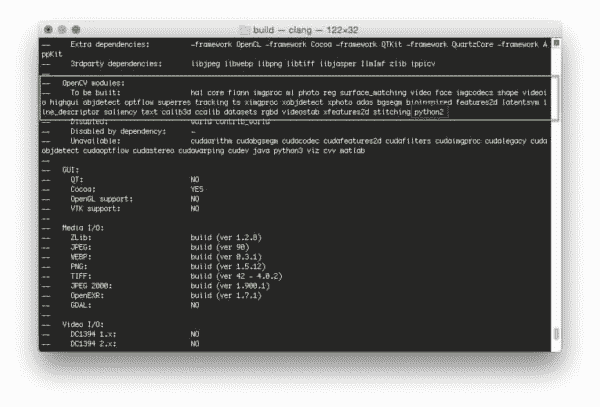 build — clang — 122×32
--     Extra dependencies:          -framework OpenCL -framework Cocoa -framework QTKit -framework QuartzCore -framework A
ppKit
--     3rdparty dependencies:       libjpeg libwebp libpng libtiff libjasper IlmImf zlib ippicv
--
--   OpenCV modules:
--     To be built:                 hal core flann imgproc ml photo reg surface_matching video face imgcodecs shape videoi
o highgui objdetect optflow superres tracking ts ximgproc xobjdetect xphoto adas bgsegm bioinspired features2d latentsvm l
ine_descriptor saliency text calib3d ccalib datasets rgbd videostab xfeatures2d stitching python2
--     Disabled:                    world contrib_world
--     Disabled by dependency:      -
--     Unavailable:                 cudaarithm cudabgsegm cudacodec cudafeatures2d cudafilters cudaimgproc cudalegacy cuda
objdetect cudaoptflow cudastereo cudawarping cudev java python3 viz cvv matlab
--
--   GUI:
--     QT:                          NO
--     Cocoa:                       YES
--     OpenGL support:              NO
--     VTK support:                 NO
--
--   Media I/O:
--     ZLib:                        build (ver 1.2.8)
--     JPEG:                        build (ver 90)
--     WEBP:                        build (ver 0.3.1)
--     PNG:                         build (ver 1.5.12)
--     TIFF:                        build (ver 42 - 4.0.2)
--     JPEG 2000:                   build (ver 1.900.1)
--     OpenEXR:                     build (ver 1.7.1)
--     GDAL:                        NO
--
--   Video I/O:
--     DC1394 1.x:                  NO
--     DC1394 2.x:                  NO